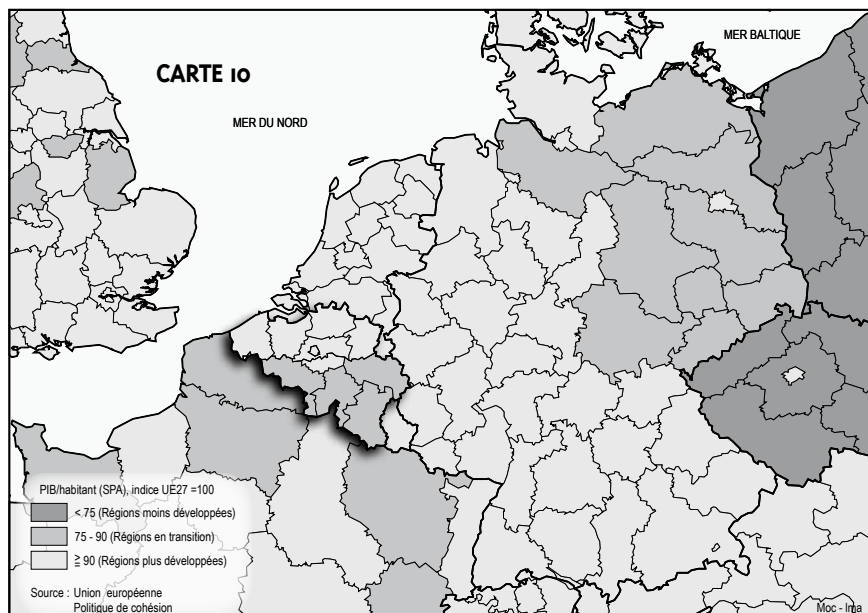 MER BALTIQUE
CARTE 10
MER DU NORD
PIB/habitant (SPA), indice UE27 =100
< 75 (Régions moins développées)
75 - 90 (Régions en transition)
≧ 90 (Régions plus développées)
Source : Union européenne
Politique de cohésion